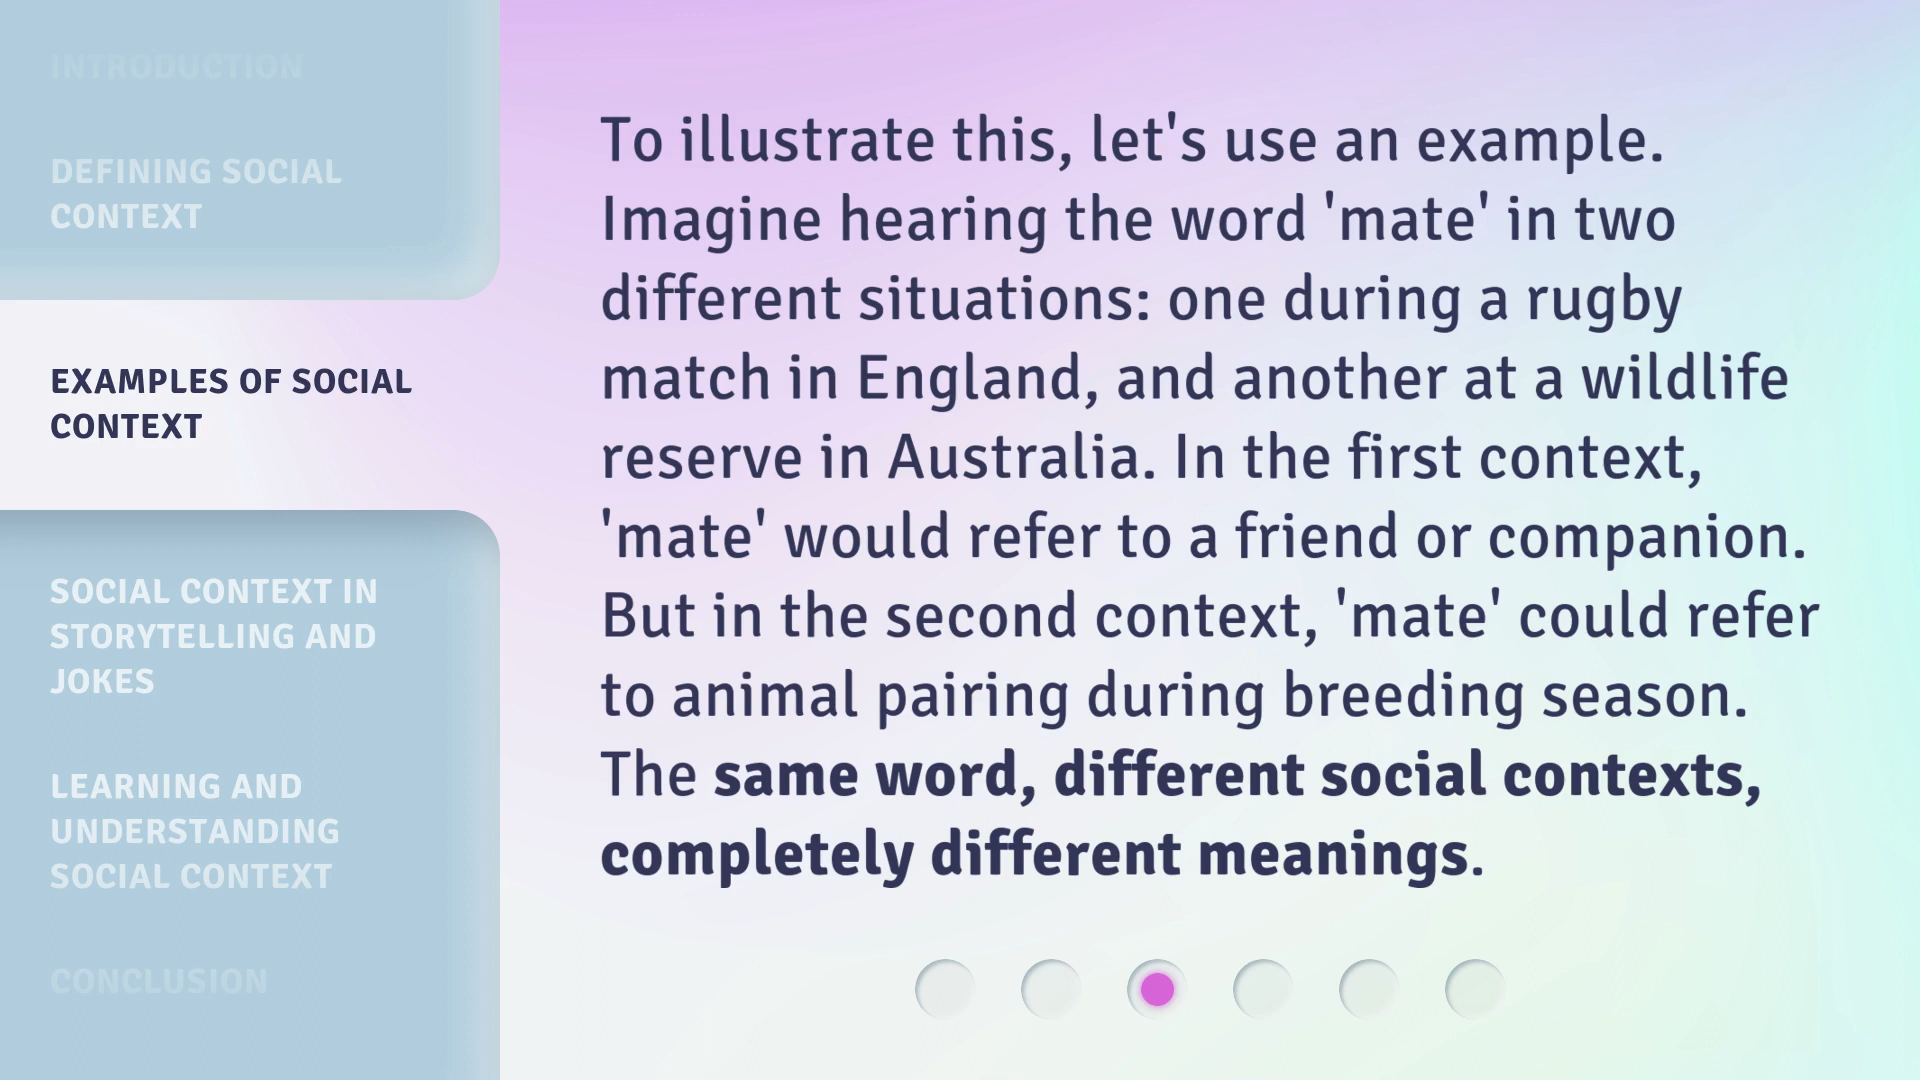 INTRODUCTION
DEFINING SOCIAL
CONTEXT
EXAMPLES OF SOCIAL
CONTEXT
SOCIAL CONTEXT IN
STORYTELLING AND
JOKES
LEARNING AND
UNDERSTANDING
SOCIAL CONTEXT
CONCLUSION
To illustrate this, let's use an example.
Imagine hearing the word 'mate' in two
different situations: one during a rugby
match in England, and another at a wildlife
reserve in Australia. In the first context,
'mate' would refer to a friend or companion.
But in the second context, 'mate' could refer
to animal pairing during breeding season.
The same word, different social contexts,
completely different meanings.